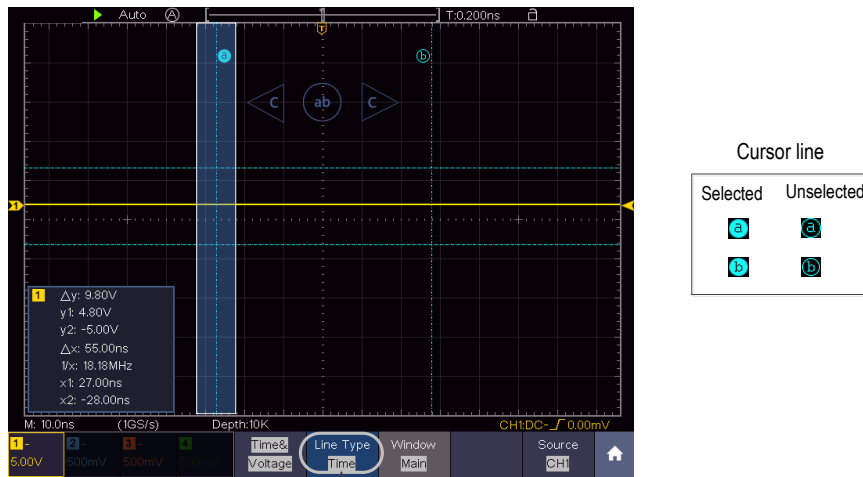 Auto A T:0.200ns
T
a b
C ab C
1
1 △y: 9.80V
y1: 4.80V
y2: -5.00V
△x: 55.00ns
1/x: 18.18MHz
x1: 27.00ns
x2: -28.00ns
M: 10.0ns (1GS/s) Depth:10K CH1:DC- 0.00mV
1 - 2 - 3 - 4 - Time& Line Type Window Source
5.00V 500mV 500mV 500mV Voltage Time Main CH1
Cursor line
Selected Unselected
a a
b b